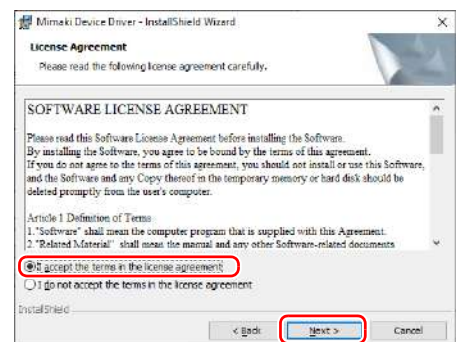 Mimaki Device Driver - InstallShield Wizard
License Agreement
Please read the following license agreement carefully.
SOFTWARE LICENSE AGREEMENT
Please read this Software License Agreement before installing the Software.
By installing the Software, you agree to be bound by the terms of this agreement.
If you do not agree to the terms of this agreement, you should not install or use this Software,
and the Software and any Copy thereof in the temporary memory or hard disk should be
deleted promptly from the user's computer.
Article 1 Definition of Terms
1."Software" shall mean the computer program that is supplied with this Agreement.
2."Related Material" shall mean the manual and any other Software-related documents
I accept the terms in the license agreement
I do not accept the terms in the license agreement
InstallShield
< Back
Next >
Cancel